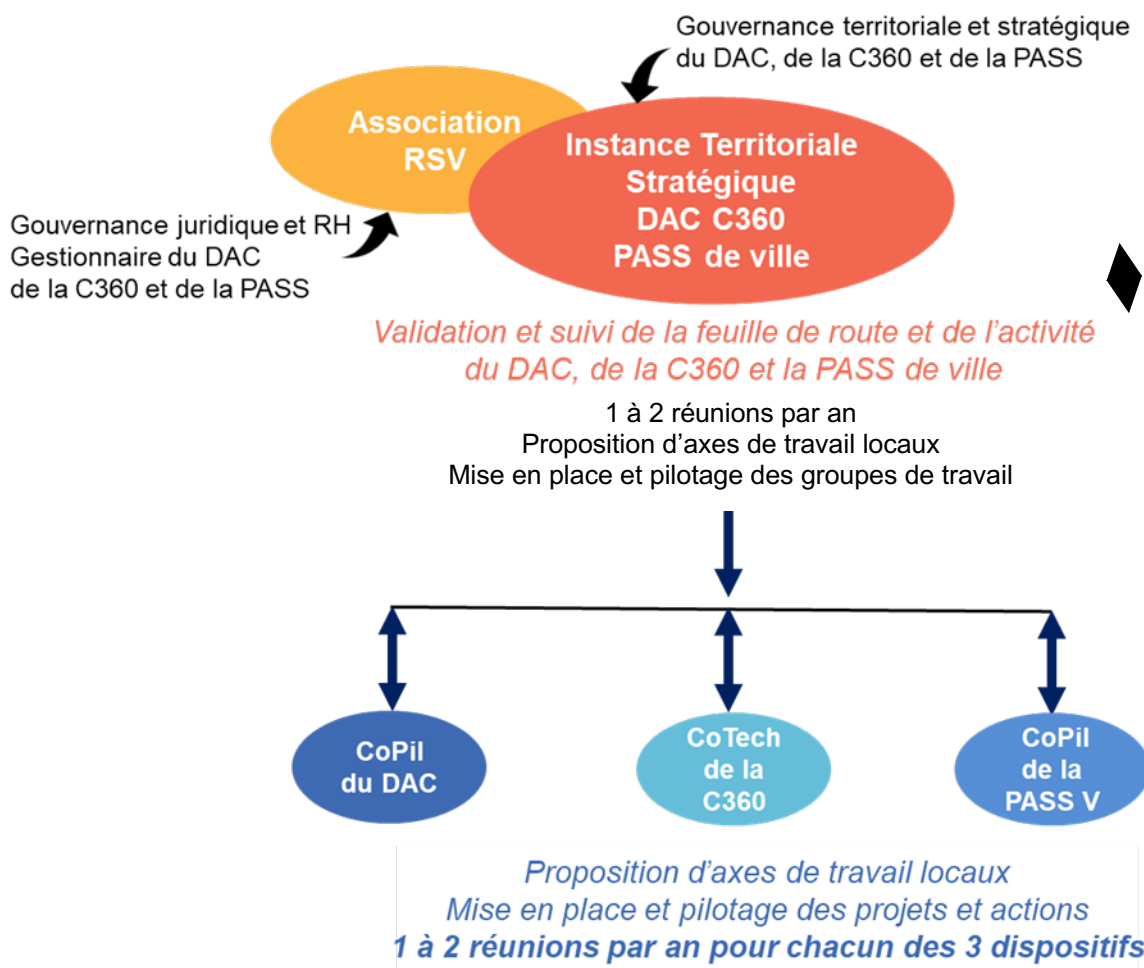 Gouvernance territoriale et stratégique
du DAC, de la C360 et de la PASS
Association
RSV
Instance Territoriale
Stratégique
DAC C360
PASS de ville
Gouvernance juridique et RH
Gestionnaire du DAC
de la C360 et de la PASS
Validation et suivi de la feuille de route et de l'activité
du DAC, de la C360 et la PASS de ville
1 à 2 réunions par an
Proposition d'axes de travail locaux
Mise en place et pilotage des groupes de travail
CoPil
du DAC
CoTech
de la
C360
CoPil
de la
PASS V
Proposition d'axes de travail locaux
Mise en place et pilotage des projets et actions
1 à 2 réunions par an pour chacun des 3 dispositifs